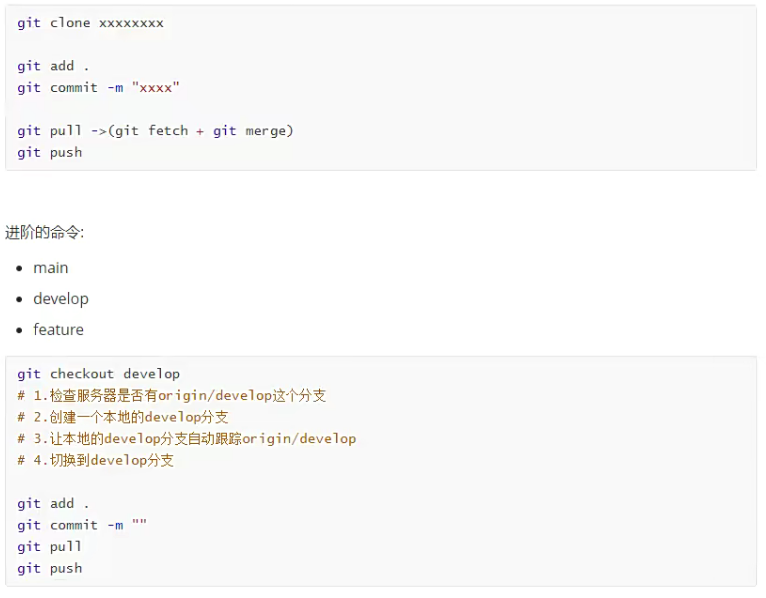 git clone xxxxxxxx
git add .
git commit -m "xxxx"
git pull ->(git fetch + git merge)
git push
进阶的命令:
main
develop
feature
git checkout develop
# 1.检查服务器是否有origin/develop这个分支
# 2.创建一个本地的develop分支
# 3.让本地的develop分支自动跟踪origin/develop
# 4.切换到develop分支
git add .
git commit -m ""
git pull
git push